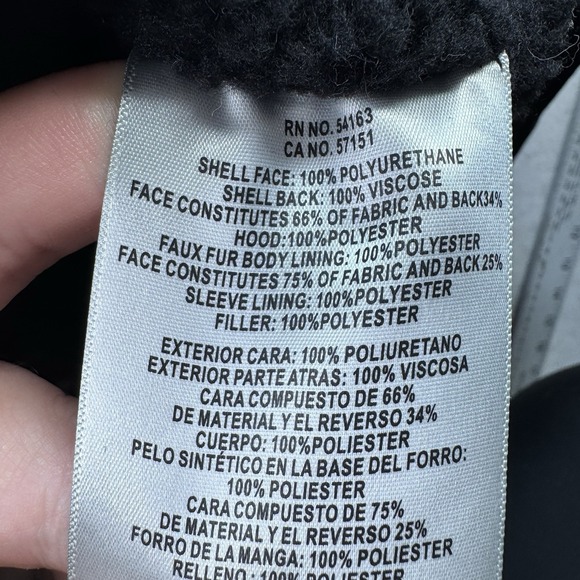 RN NO. 54163
CA NO. 57151
SHELL FACE: 100% POLYURETHANE
SHELL BACK: 100% VISCOSE
FACE CONSTITUTES 66% OF FABRIC AND BACK34%
HOOD:100%POLYESTER
FAUX FUR BODY LINING: 100%POLYESTER
FACE CONSTITUTES 75% OF FABRIC AND BACK 25%
SLEEVE LINING: 100%POLYESTER
FILLER: 100%POLYESTER
EXTERIOR CARA: 100% POLIURETANO
EXTERIOR PARTE ATRAS: 100% VISCOSA
CARA COMPUESTO DE 66%
DE MATERIAL Y EL REVERSO 34%
CUERPO: 100%POLIESTER
PELO SINTÉTICO EN LA BASE DEL FORRO:
100% POLIESTER
CARA COMPUESTO DE 75%
DE MATERIAL Y EL REVERSO 25%
FORRO DE LA MANGA: 100% POLIESTER
RELLENO: 100% POLIESTER